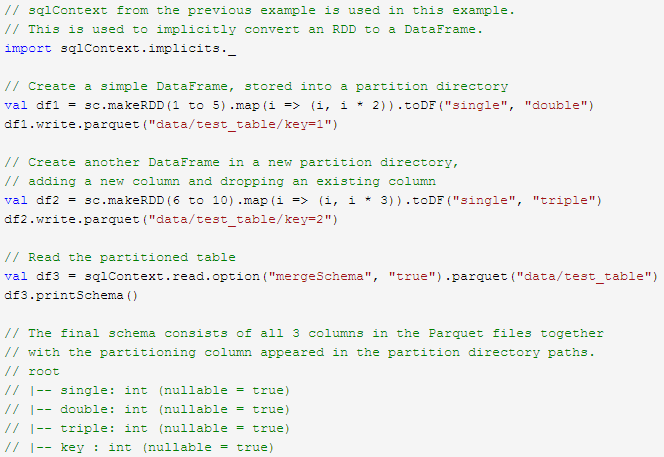 // sqlContext from the previous example is used in this example.
// This is used to implicitly convert an RDD to a DataFrame.
import sqlContext.implicits._
// Create a simple DataFrame, stored into a partition directory
val df1 = sc.makeRDD(1 to 5).map(i => (i, i * 2)).toDF("single", "double")
df1.write.parquet("data/test_table/key=1")
// Create another DataFrame in a new partition directory,
// adding a new column and dropping an existing column
val df2 = sc.makeRDD(6 to 10).map(i => (i, i * 3)).toDF("single", "triple")
df2.write.parquet("data/test_table/key=2")
// Read the partitioned table
val df3 = sqlContext.read.option("mergeSchema", "true").parquet("data/test_table")
df3.printSchema()
// The final schema consists of all 3 columns in the Parquet files together
// with the partitioning column appeared in the partition directory paths.
// root
// |-- single: int (nullable = true)
// |-- double: int (nullable = true)
// |-- triple: int (nullable = true)
// |-- key : int (nullable = true)